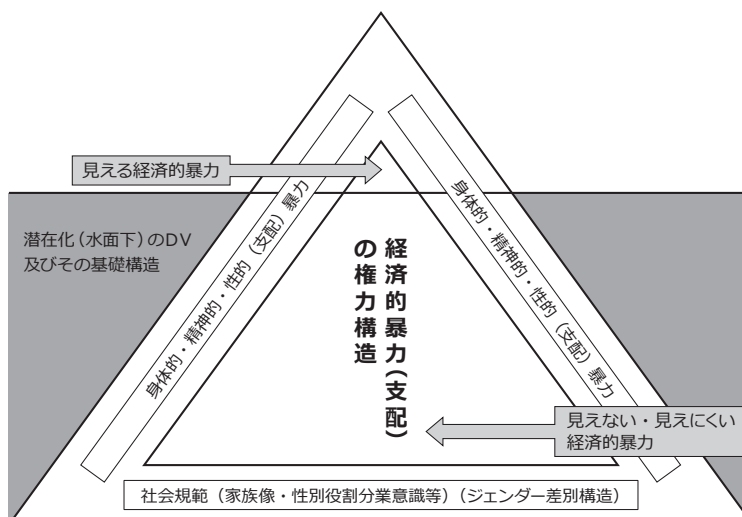 見える経済的暴力
潜在化（水面下）のDV
及びその基礎構造
身体的・精神的・性的（支配）暴力
経済的暴力（支配）
の権力構造
身体的・精神的・性的（支配）暴力
見えない・見えにくい
経済的暴力
社会規範（家族像・性別役割分業意識等）（ジェンダー差別構造）